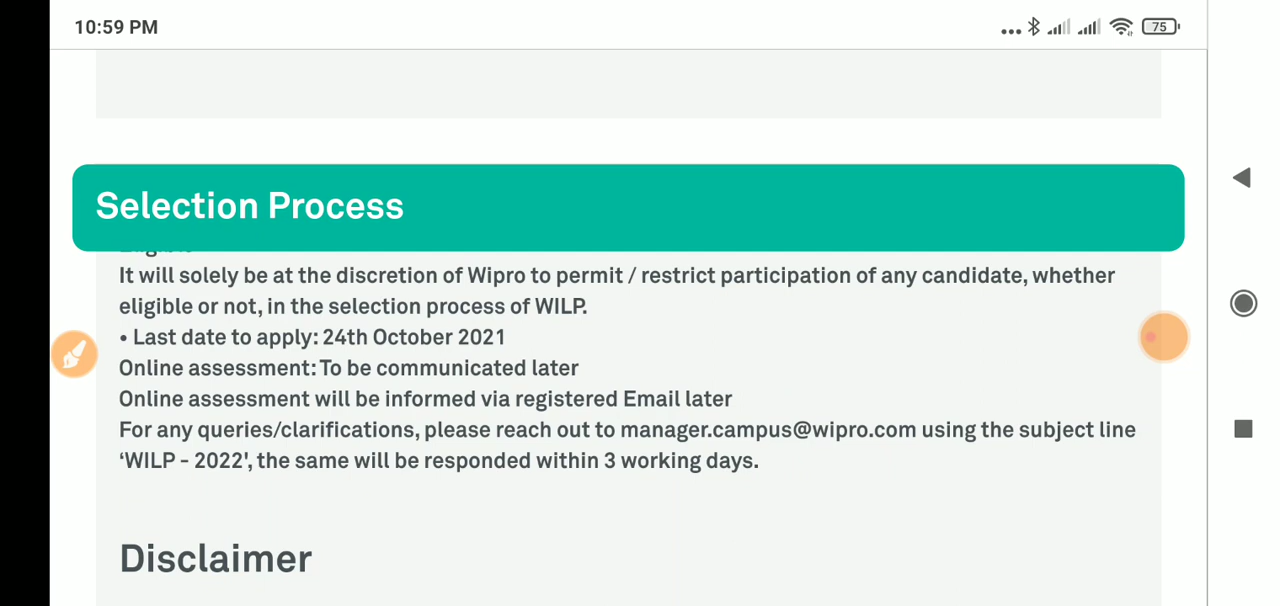 10:59 PM
75
Selection Process
It will solely be at the discretion of Wipro to permit / restrict participation of any candidate, whether
eligible or not, in the selection process of WILP.
• Last date to apply: 24th October 2021
Online assessment: To be communicated later
Online assessment will be informed via registered Email later
For any queries/clarifications, please reach out to manager.campus@wipro.com using the subject line
‘WILP - 2022', the same will be responded within 3 working days.
Disclaimer